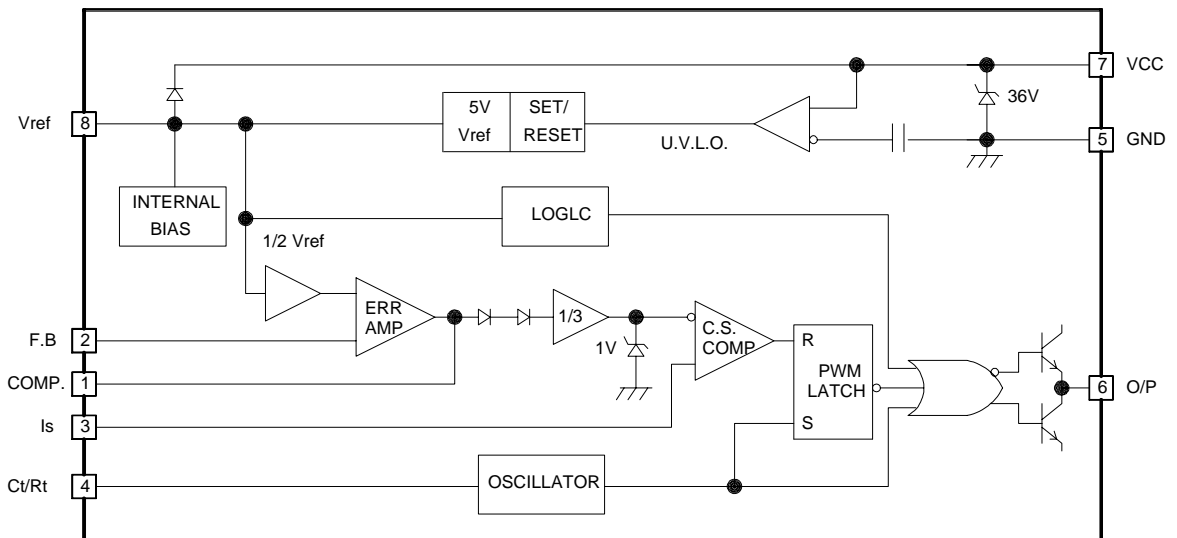 7 VCC
36V
Vref 8
5V
Vref
SET/
RESET
U.V.L.O.
5 GND
INTERNAL
BIAS
LOGLC
1/2 Vref
ERR
AMP
1/3
1V
C.S.
COMP
F.B 2
COMP. 1
Is 3
R
PWM
LATCH
S
6 O/P
Ct/Rt 4
OSCILLATOR